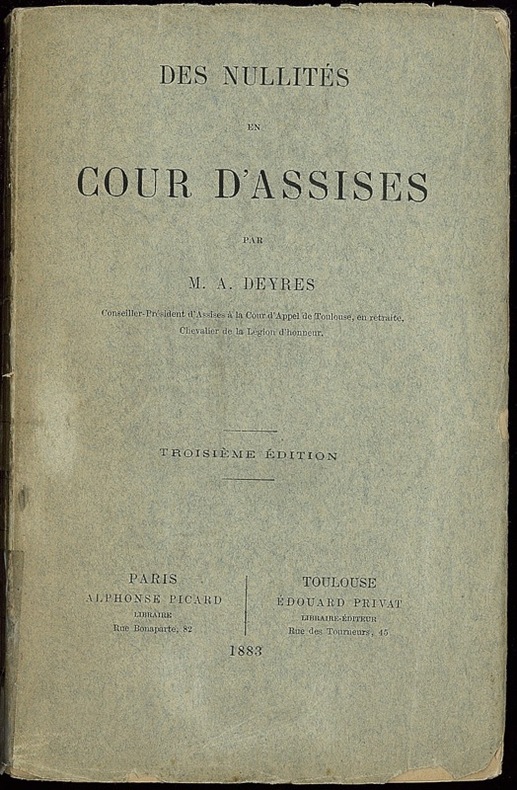 DES NULLITÉS
EN
COUR D'ASSISES
PAR
M. A. DEYRES
Conseiller-Président d'Assises à la Cour d'Appel de Toulouse, en retraite.
Chevalier de la Légion d'honneur.
TROISIÈME ÉDITION
PARIS
ALPHONSE PICARD
LIBRAIRE
Rue Bonaparte, 82
TOULOUSE
ÉDOUARD PRIVAT
LIBRAIRE-ÉDITEUR
Rue des Tourneurs, 45
1883